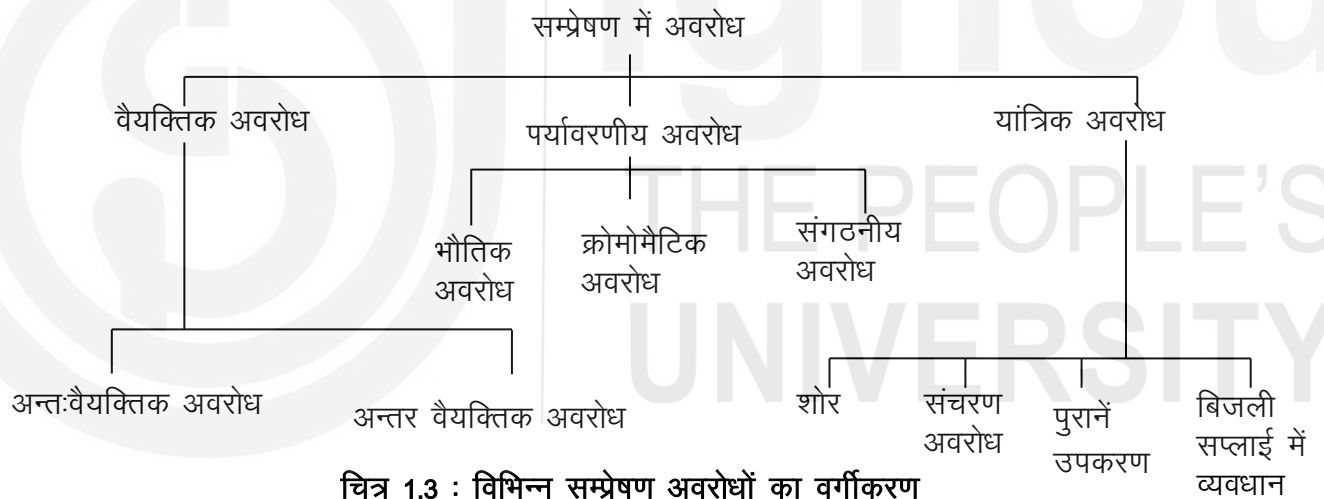 सम्प्रेषण में अवरोध
वैयक्तिक अवरोध
पर्यावरणीय अवरोध
यांत्रिक अवरोध
भौतिक
अवरोध
क्रोमोमैटिक
अवरोध
संगठनीय
अवरोध
अन्तःवैयक्तिक अवरोध
अन्तर वैयक्तिक अवरोध
शोर
संचरण
अवरोध
पुरानें
उपकरण
बिजली
सप्लाई में
व्यवधान
चित्र 1.3 : विभिन्न सम्प्रेषण अवरोधों का वर्गीकरण
ignou
THE PEOPLE'S
UNIVERSITY